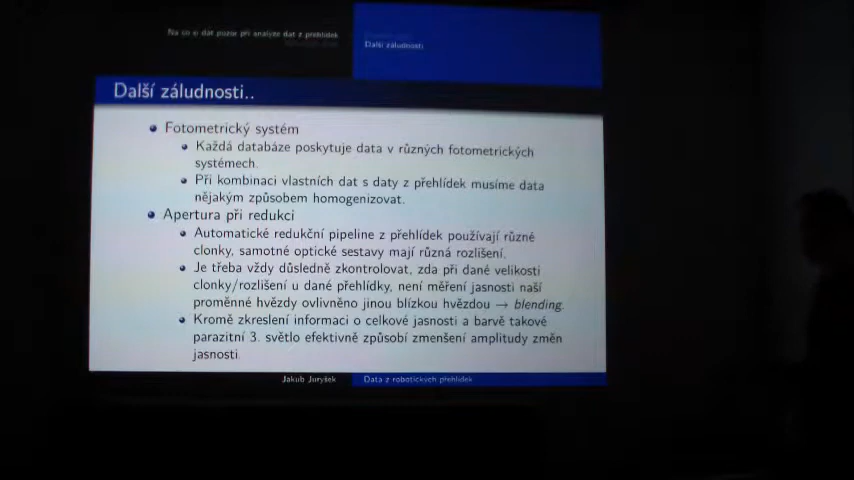 Na co si dát pozor při analýze dat z přehlídek
Další záludnosti
Další záludnosti..
Fotometrický systém
Každá databáze poskytuje data v různých fotometrických
systémech.
Při kombinaci vlastních dat s daty z přehlídek musíme data
nějakým způsobem homogenizovat.
Apertura při redukci
Automatické redukční pipeline z přehlídek používají různé
clonky, samotné optické sestavy mají různá rozlišení.
Je třeba vždy důsledně zkontrolovat, zda při dané velikosti
clonky/rozlišení u dané přehlídky, není měření jasnosti naší
proměnné hvězdy ovlivněno jinou blízkou hvězdou → blending.
Kromě zkreslení informaci o celkové jasnosti a barvě takové
parazitní 3. světlo efektivně způsobí zmenšení amplitudy změn
jasnosti.
Jakub Juryšek
Data z robotických přehlídek